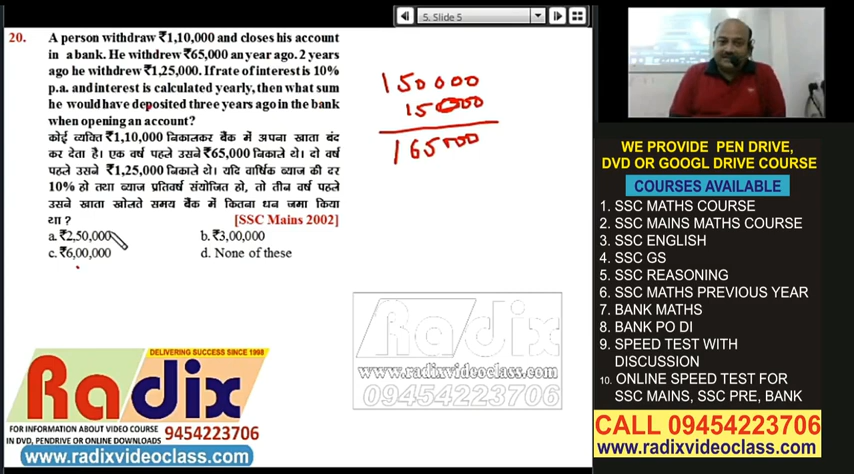 5. Slide 5
20. A person withdraw ₹1,10,000 and closes his account
in a bank. He withdrew ₹65,000 an year ago. 2 years
ago he withdrew ₹1,25,000. If rate of interest is 10%
p.a. and interest is calculated yearly, then what sum
he would have deposited three years ago in the bank
when opening an account?
कोई व्यक्ति ₹1,10,000 निकालकर बैंक में अपना खाता बंद
कर देता है। एक वर्ष पहले उसने ₹65,000 निकाले थे। दो वर्ष
पहले उसने ₹1,25,000 निकाले थे। यदि वार्षिक ब्याज की दर
10% हो तथा ब्याज प्रतिवर्ष संयोजित हो, तो तीन वर्ष पहले
उसने खाता खोलते समय बैंक में कितना धन जमा किया
था? [SSC Mains 2002]
a. ₹2,50,000 b. ₹3,00,000
c. ₹6,00,000 d. None of these
150000
15000
165000
Radix
www.radixvideoclass.com
09454223706
DELIVERING SUCCESS SINCE 1998
Radix
FOR INFORMATION ABOUT VIDEO COURSE
IN DVD, PENDRIVE OR ONLINE DOWNLOADS 9454223706
www.radixvideoclass.com
WE PROVIDE PEN DRIVE,
DVD OR GOOGL DRIVE COURSE
COURSES AVAILABLE
1. SSC MATHS COURSE
2. SSC MAINS MATHS COURSE
3. SSC ENGLISH
4. SSC GS
5. SSC REASONING
6. SSC MATHS PREVIOUS YEAR
7. BANK MATHS
8. BANK PO DI
9. SPEED TEST WITH
DISCUSSION
10. ONLINE SPEED TEST FOR
SSC MAINS, SSC PRE, BANK
CALL 09454223706
www.radixvideoclass.com